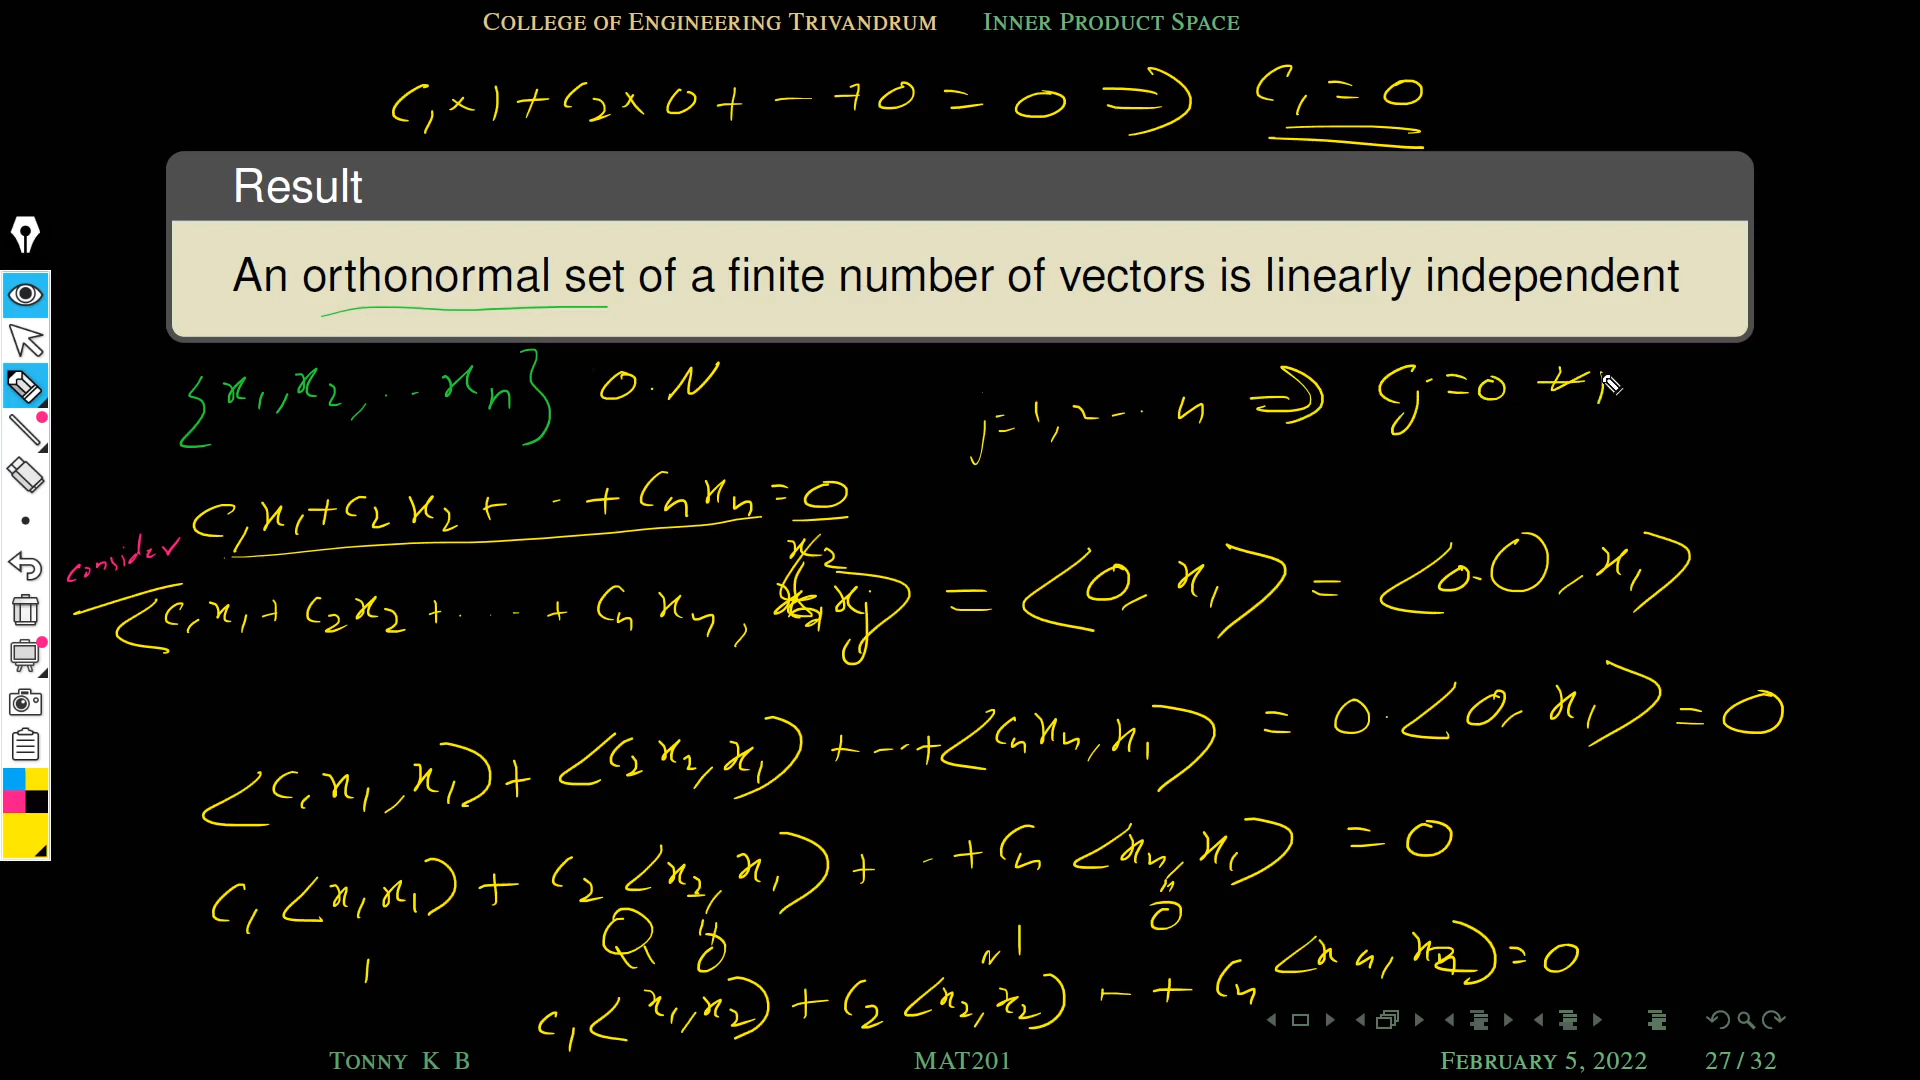 COLLEGE OF ENGINEERING TRIVANDRUM INNER PRODUCT SPACE
C₁×1+C₂×0+--+0=0⇒ C₁=0
Result
An orthonormal set of a finite number of vectors is linearly independent
{x₁,x₂,..xₙ} O.N
j=1,2--.n ⇒ Cj=0 ∀
C₁x₁+C₂x₂+..+Cₙxₙ=0
consider
⟨C₁x₁+C₂x₂+...+Cₙxₙ, xj⟩ = ⟨0,x₁⟩ = ⟨0.0,x₁⟩
⟨C₁x₁,x₁⟩+⟨C₂x₂,x₁⟩+--+⟨Cₙxₙ,x₁⟩ = 0.⟨0,x₁⟩=0
C₁⟨x₁,x₁⟩+C₂⟨x₂,x₁⟩+..+Cₙ⟨xₙ,x₁⟩=0
1 0 0
C₁⟨x₁,x₂⟩+C₂⟨x₂,x₂⟩--+Cₙ⟨xₙ,x₂⟩=0
TONNY K B MAT201 FEBRUARY 5, 2022 27 / 32